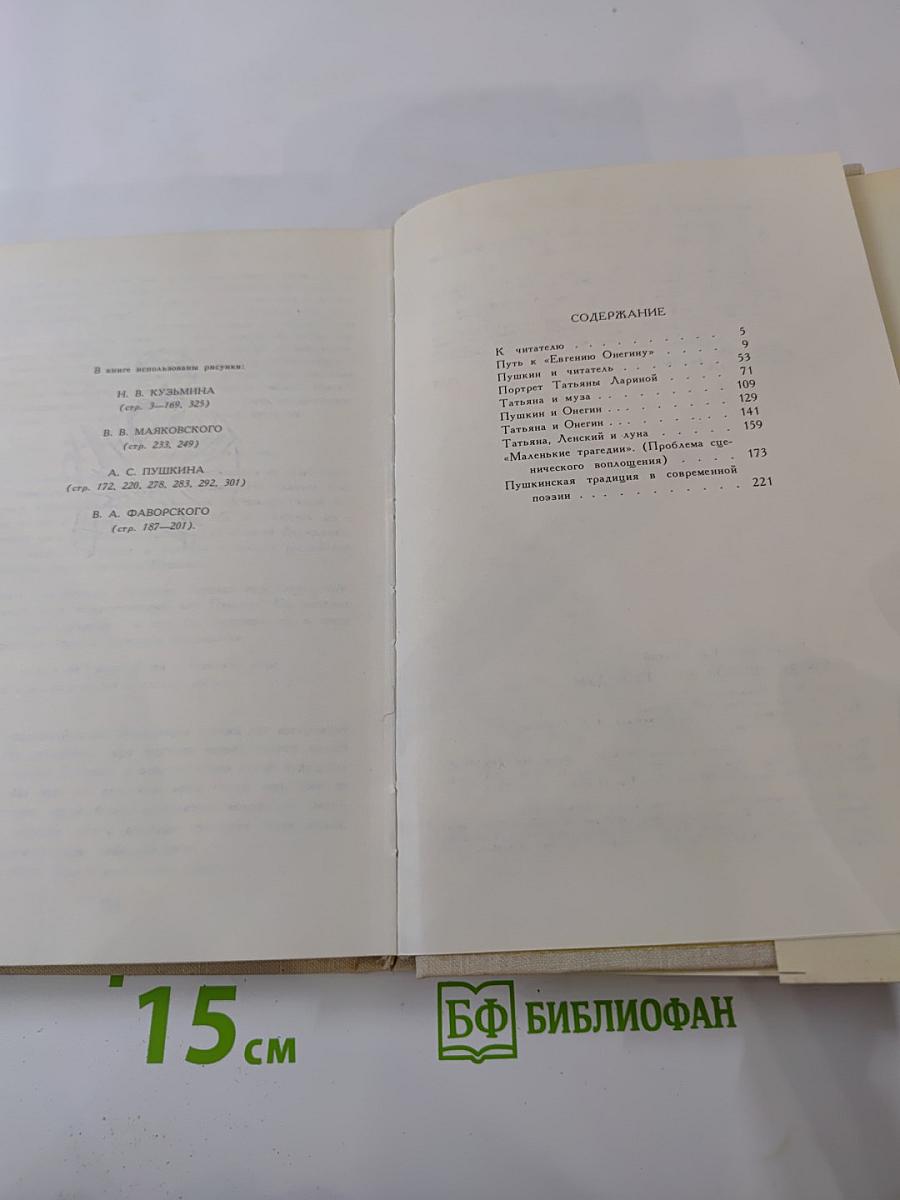 В книге использованы рисунки:
Н. В. КУЗЬМИНА
(стр. 3—169, 325)
В. В. МАЯКОВСКОГО
(стр. 233, 249)
А. С. ПУШКИНА
(стр. 172, 220, 278, 283, 292, 301)
В. А. ФАВОРСКОГО
(стр. 187—201).
СОДЕРЖАНИЕ
К читателю . . . . . . . . . . 5
Путь к «Евгению Онегину» . . . . 9
Пушкин и читатель . . . . . . . 53
Портрет Татьяны Лариной . . . . 71
Татьяна и муза . . . . . . . . . 109
Пушкин и Онегин . . . . . . . . 129
Татьяна и Онегин . . . . . . . . 141
Татьяна, Ленский и луна . . . . . 159
«Маленькие трагедии». (Проблема сце-
нического воплощения) . . . . 173
Пушкинская традиция в современной
поэзии . . . . . . . . . . . 221
15 см
БФ БИБЛИОФАН